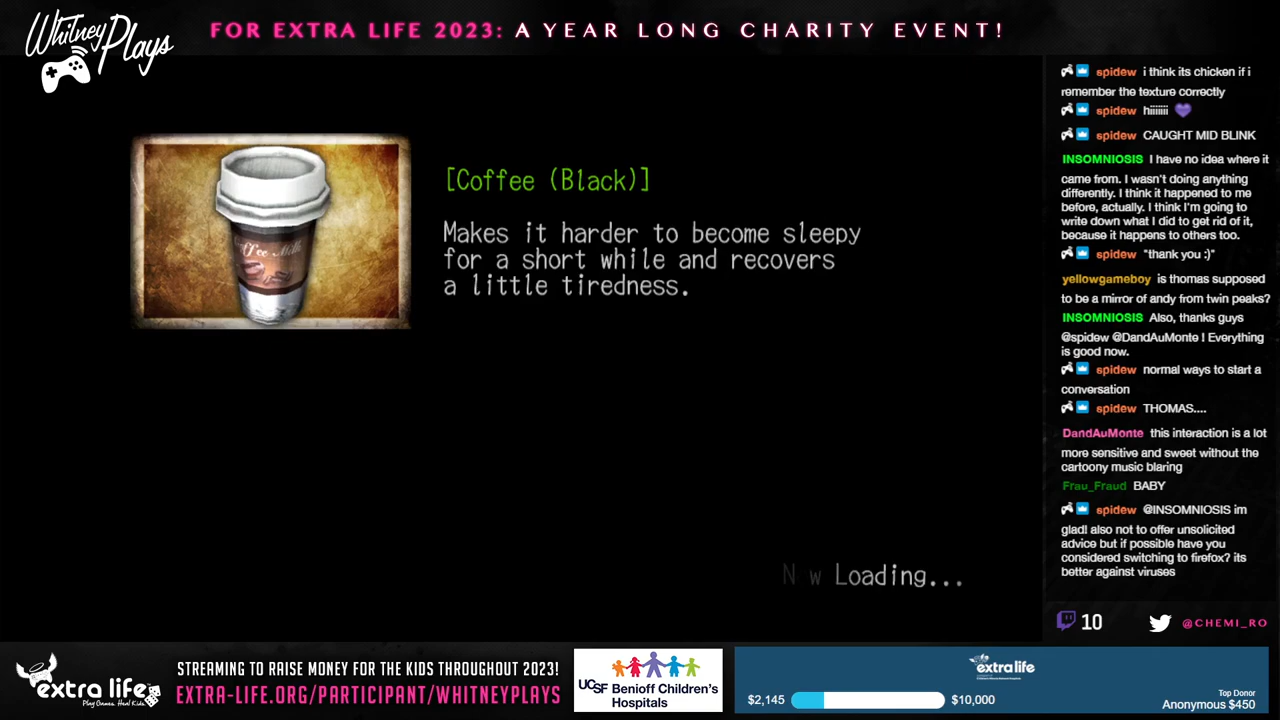 Whitney Plays
FOR EXTRA LIFE 2023: A YEAR LONG CHARITY EVENT!
[Coffee (Black)]
Makes it harder to become sleepy
for a short while and recovers
a little tiredness.
Coffee Milk
N w Loading...
spidew i think its chicken if i
remember the texture correctly
spidew hiiiiiii
spidew CAUGHT MID BLINK
INSOMNIOSIS I have no idea where it
came from. I wasn't doing anything
differently. I think it happened to me
before, actually. I think I'm going to
write down what I did to get rid of it,
because it happens to others too.
spidew "thank you :)"
yellowgameboy is thomas supposed
to be a mirror of andy from twin peaks?
INSOMNIOSIS Also, thanks guys
@spidew @DandAuMonte ! Everything
is good now.
spidew normal ways to start a
conversation
spidew THOMAS....
DandAuMonte this interaction is a lot
more sensitive and sweet without the
cartoony music blaring
Frau_Fraud BABY
spidew @INSOMNIOSIS im
glad! also not to offer unsolicited
advice but if possible have you
considered switching to firefox? its
better against viruses
10
@CHEMI_RO
extra life
Play Games. Heal Kids.
STREAMING TO RAISE MONEY FOR THE KIDS THROUGHOUT 2023!
EXTRA-LIFE.ORG/PARTICIPANT/WHITNEYPLAYS
UCSF Benioff Children's
Hospitals
extralife
$2,145
$10,000
Top Donor
Anonymous $450